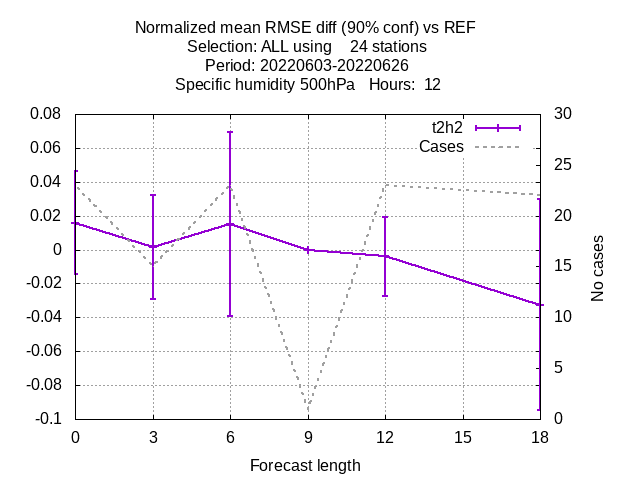 Normalized mean RMSE diff (90% conf) vs REF
Selection: ALL using    24 stations
Period: 20220603-20220626
Specific humidity 500hPa   Hours:  12
0.08
0.06
0.04
0.02
0
-0.02
-0.04
-0.06
-0.08
-0.1
t2h2
Cases
30
25
20
15
10
5
0
No cases
0 3 6 9 12 15 18
Forecast length